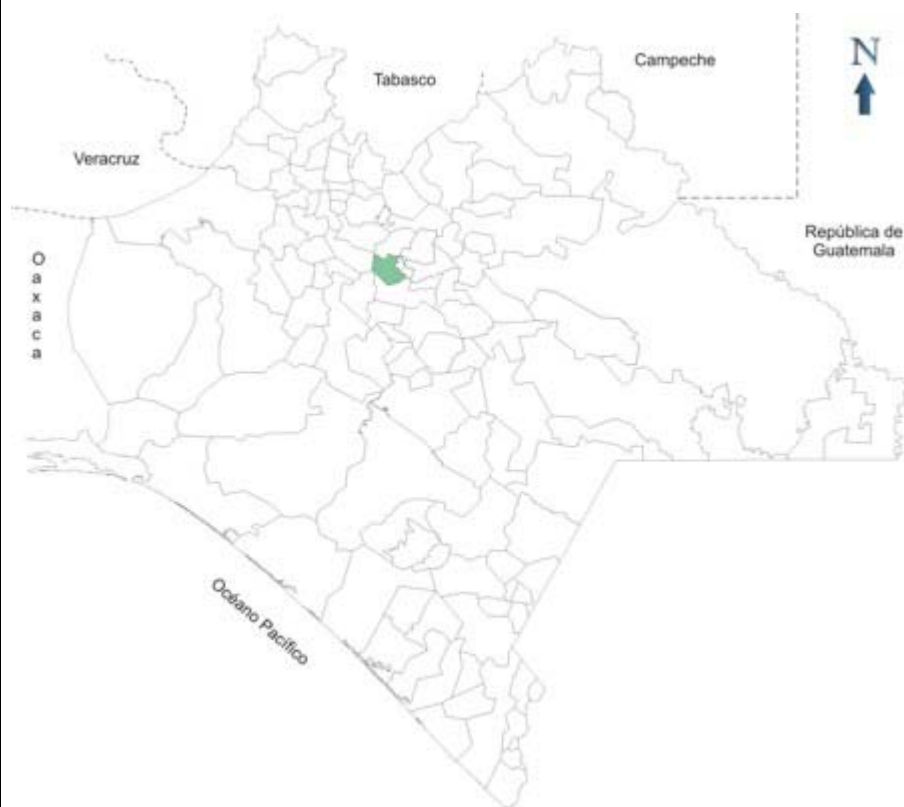 N
Campeche
Tabasco
Veracruz
República de
Guatemala
O
a
x
a
c
a
Océano Pacífico